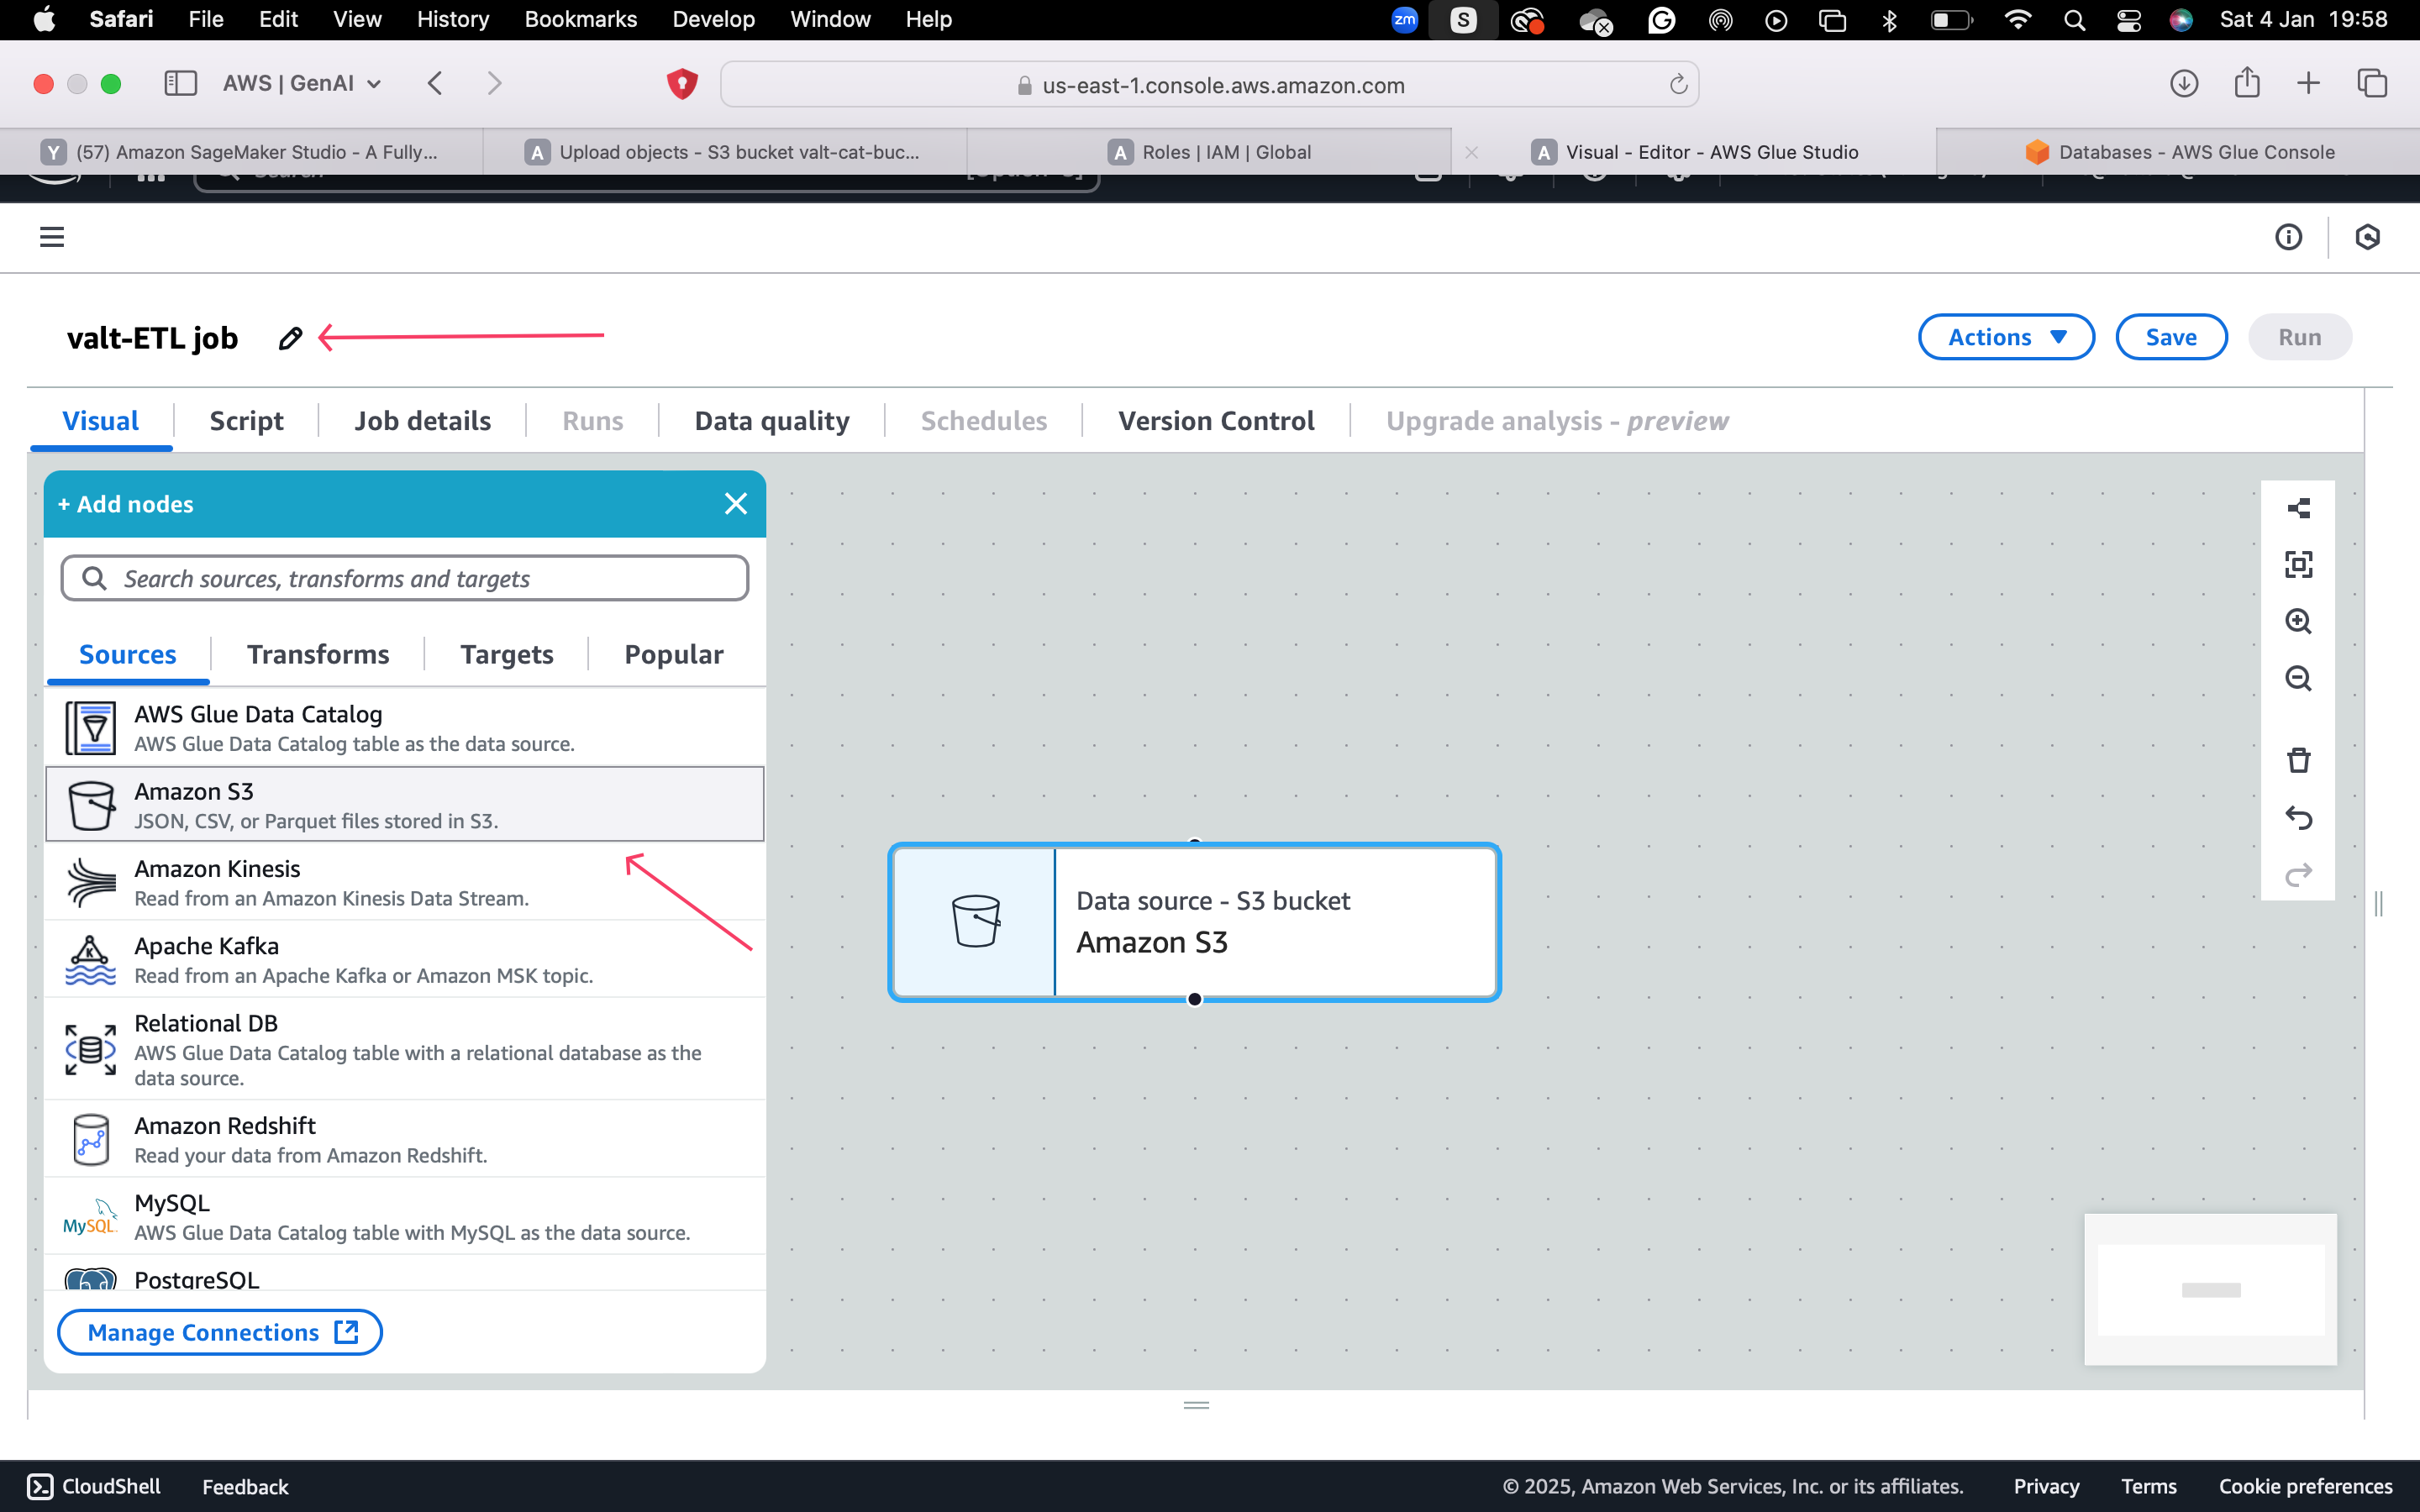 Safari File Edit View History Bookmarks Develop Window Help
zm S G Sat 4 Jan 19:58
AWS | GenAI
us-east-1.console.aws.amazon.com
Y (57) Amazon SageMaker Studio - A Fully...
A Upload objects - S3 bucket valt-cat-buc...
A Roles | IAM | Global
A Visual - Editor - AWS Glue Studio
Databases - AWS Glue Console
valt-ETL job
Actions Save Run
Visual Script Job details Runs Data quality Schedules Version Control Upgrade analysis - preview
+ Add nodes
Search sources, transforms and targets
Sources Transforms Targets Popular
AWS Glue Data Catalog
AWS Glue Data Catalog table as the data source.
Amazon S3
JSON, CSV, or Parquet files stored in S3.
Amazon Kinesis
Read from an Amazon Kinesis Data Stream.
Apache Kafka
Read from an Apache Kafka or Amazon MSK topic.
Relational DB
AWS Glue Data Catalog table with a relational database as the
data source.
Amazon Redshift
Read your data from Amazon Redshift.
MySQL
MySQL
AWS Glue Data Catalog table with MySQL as the data source.
PostgreSQL
Manage Connections
Data source - S3 bucket
Amazon S3
CloudShell Feedback
© 2025, Amazon Web Services, Inc. or its affiliates. Privacy Terms Cookie preferences